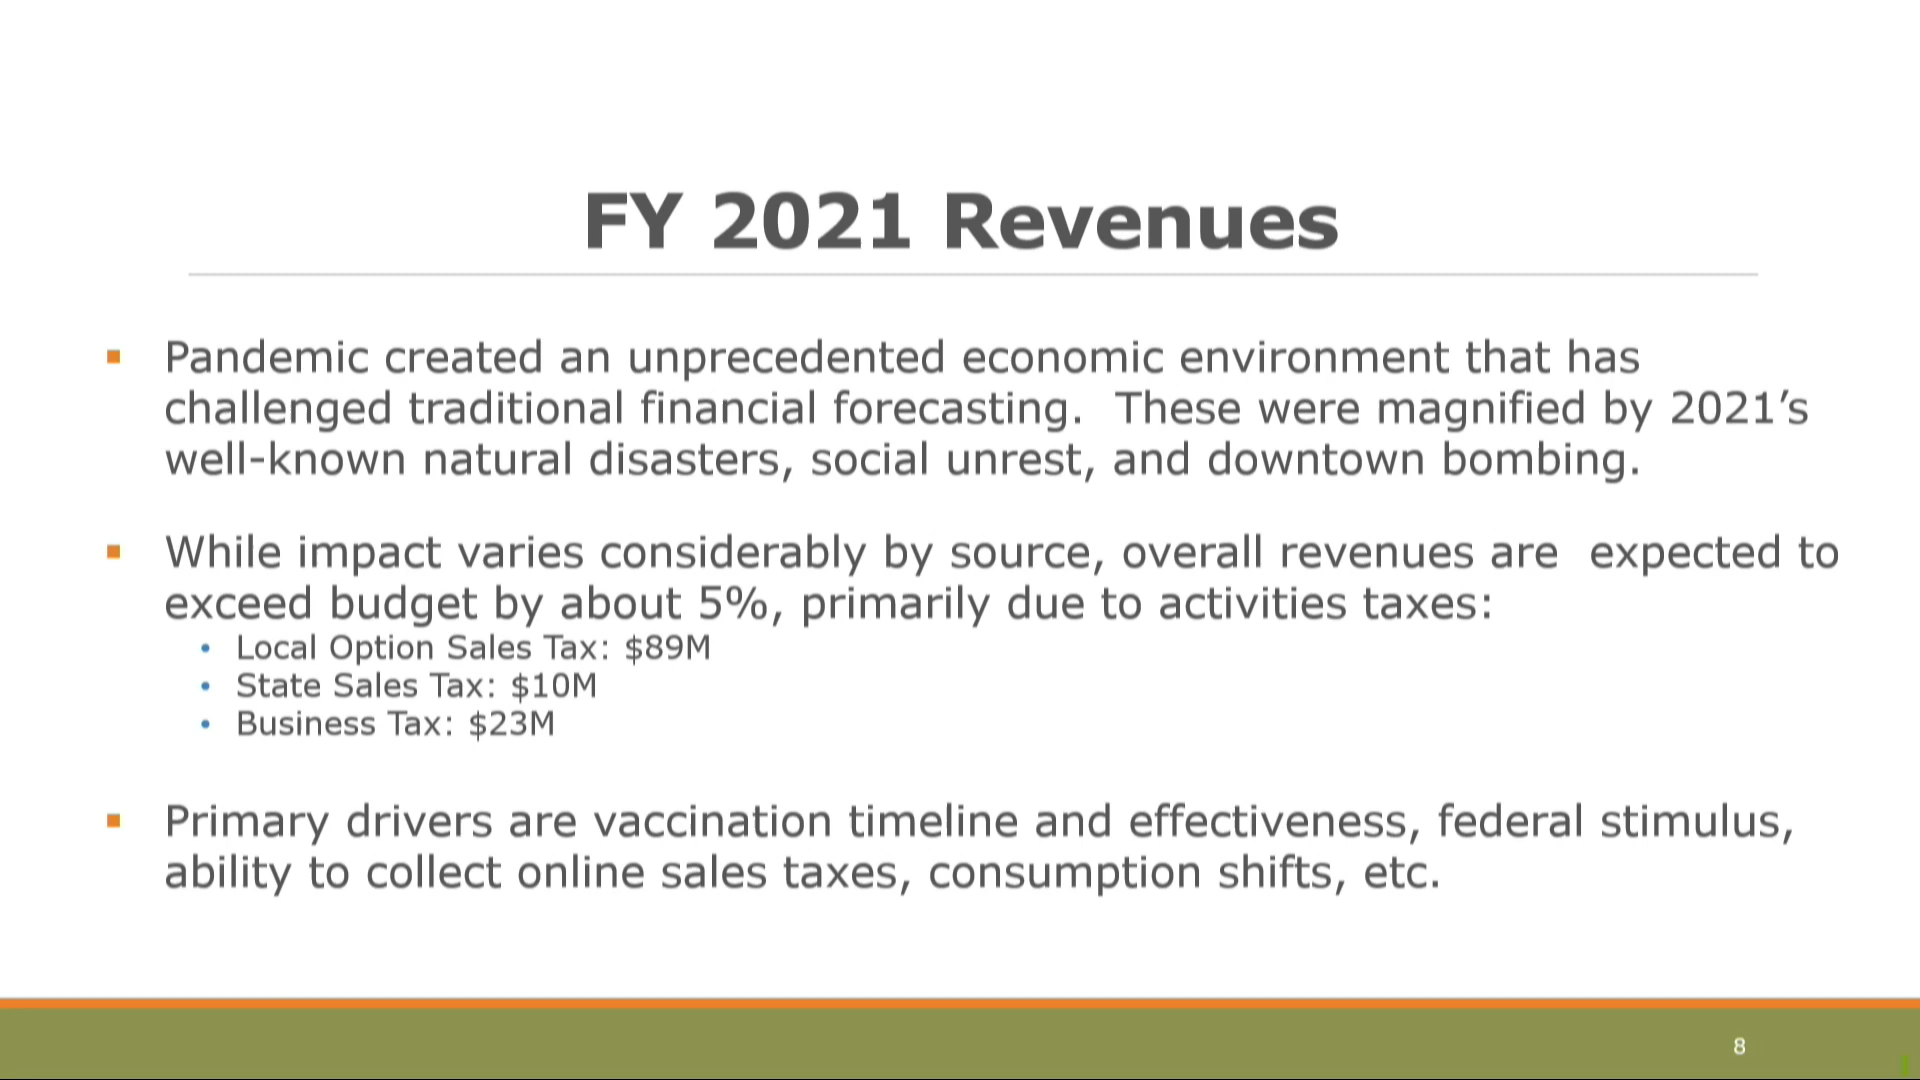 FY 2021 Revenues
▪ Pandemic created an unprecedented economic environment that has
challenged traditional financial forecasting.  These were magnified by 2021’s
well-known natural disasters, social unrest, and downtown bombing.
▪ While impact varies considerably by source, overall revenues are  expected to
exceed budget by about 5%, primarily due to activities taxes:
• Local Option Sales Tax: $89M
• State Sales Tax: $10M
• Business Tax: $23M
▪ Primary drivers are vaccination timeline and effectiveness, federal stimulus,
ability to collect online sales taxes, consumption shifts, etc.
8